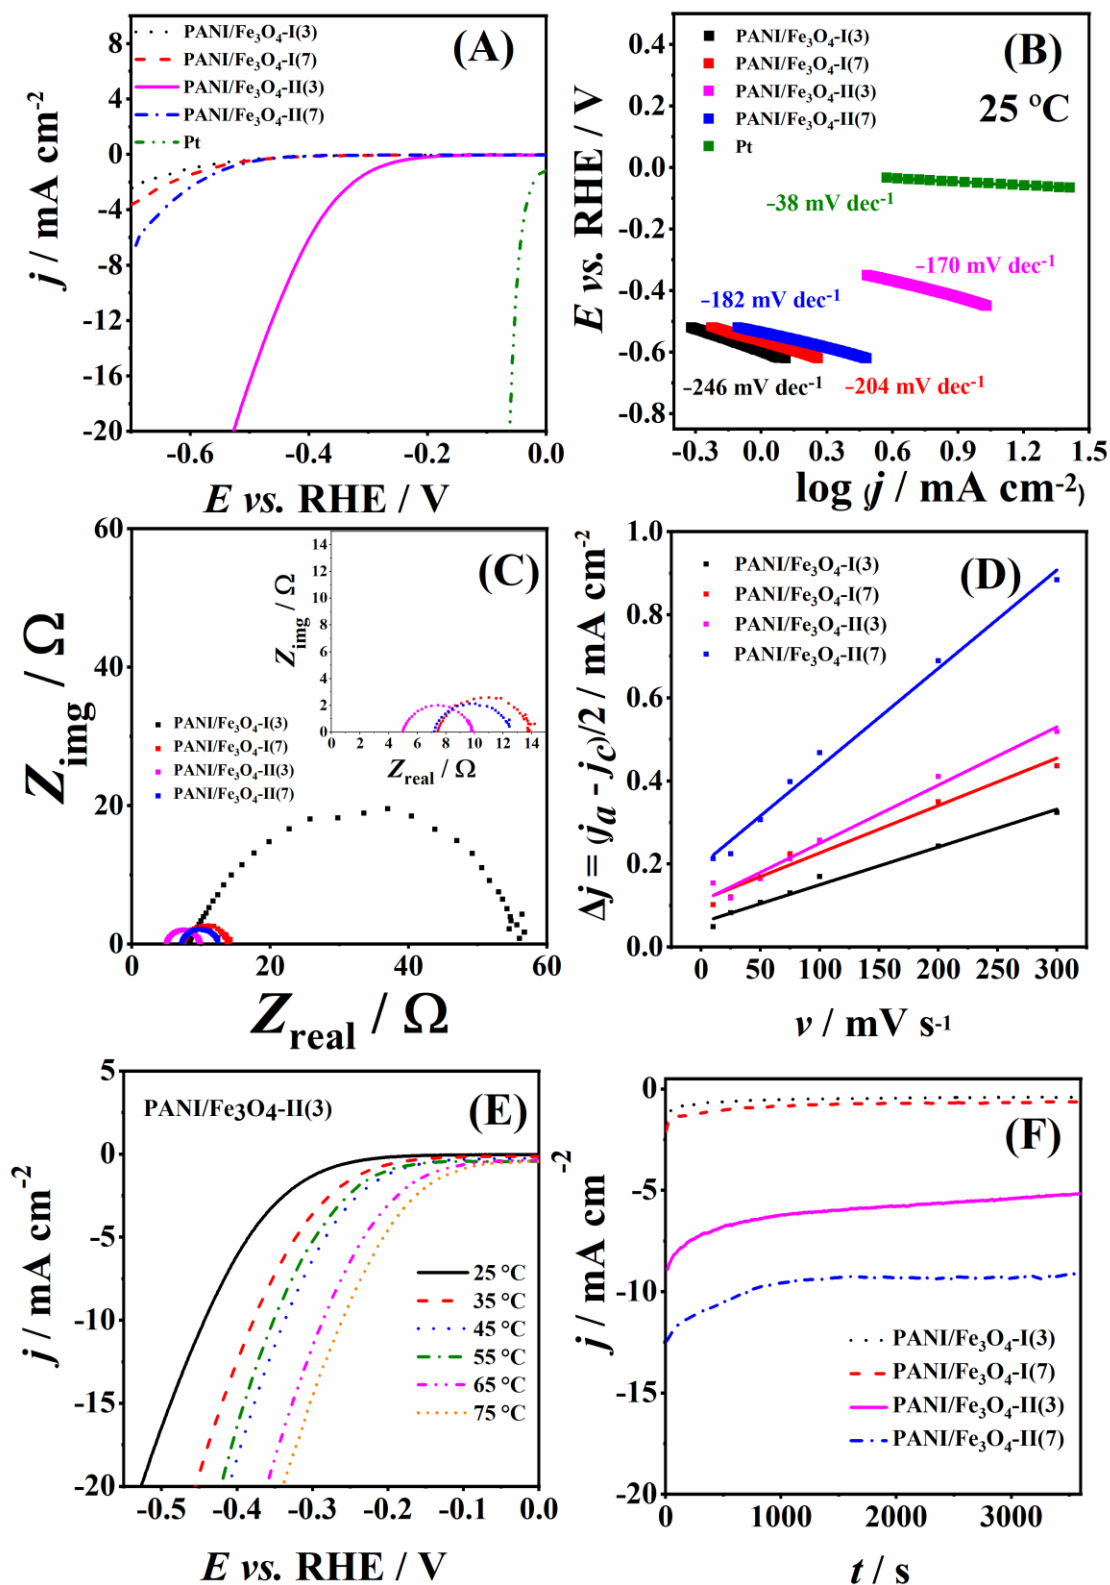 (A)
PANI/Fe3O4-I(3)
PANI/Fe3O4-I(7)
PANI/Fe3O4-II(3)
PANI/Fe3O4-II(7)
Pt
8
4
0
-4
-8
-12
-16
-20
j / mA cm-2
-0.6
-0.4
-0.2
0.0
E vs. RHE / V
(B)
PANI/Fe3O4-I(3)
PANI/Fe3O4-I(7)
PANI/Fe3O4-II(3)
PANI/Fe3O4-II(7)
Pt
25 ºC
0.4
0.2
0.0
-0.2
-0.4
-0.6
-0.8
E vs. RHE / V
-38 mV dec-1
-170 mV dec-1
-182 mV dec-1
-246 mV dec-1
-204 mV dec-1
-0.3
0.0
0.3
0.6
0.9
1.2
1.5
log (j / mA cm-2)
(C)
60
40
20
0
Zimg / Ω
PANI/Fe3O4-I(3)
PANI/Fe3O4-I(7)
PANI/Fe3O4-II(3)
PANI/Fe3O4-II(7)
0
20
40
60
Zreal / Ω
15
14
13
12
11
10
9
8
7
6
5
4
3
2
1
0
Zimg / Ω
0
2
4
6
8
10
12
14
Zreal / Ω
(D)
PANI/Fe3O4-I(3)
PANI/Fe3O4-I(7)
PANI/Fe3O4-II(3)
PANI/Fe3O4-II(7)
1.0
0.8
0.6
0.4
0.2
0.0
Δj = (ja - jc)/2 / mA cm-2
0
50
100
150
200
250
300
v / mV s-1
(E)
PANI/Fe3O4-II(3)
5
0
-5
-10
-15
-20
j / mA cm-2
25 °C
35 °C
45 °C
55 °C
65 °C
75 °C
-0.5
-0.4
-0.3
-0.2
-0.1
0.0
E vs. RHE / V
(F)
0
-5
-10
-15
-20
j / mA cm-2
PANI/Fe3O4-I(3)
PANI/Fe3O4-I(7)
PANI/Fe3O4-II(3)
PANI/Fe3O4-II(7)
0
1000
2000
3000
t / s